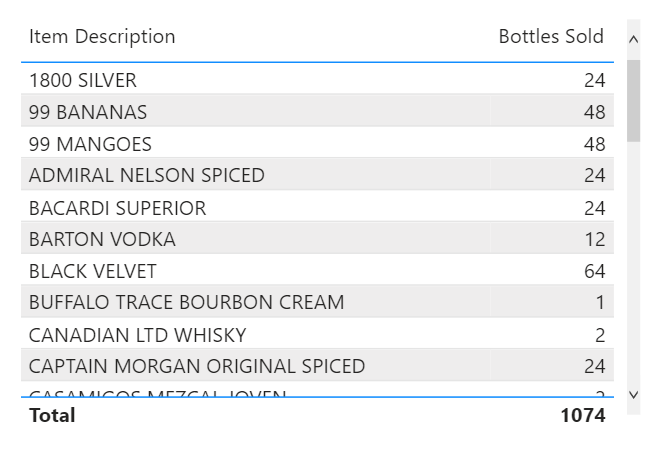 Item Description Bottles Sold
1800 SILVER 24
99 BANANAS 48
99 MANGOES 48
ADMIRAL NELSON SPICED 24
BACARDI SUPERIOR 24
BARTON VODKA 12
BLACK VELVET 64
BUFFALO TRACE BOURBON CREAM 1
CANADIAN LTD WHISKY 2
CAPTAIN MORGAN ORIGINAL SPICED 24
CASAMIGOS MEZCAL JOVEN
Total 1074